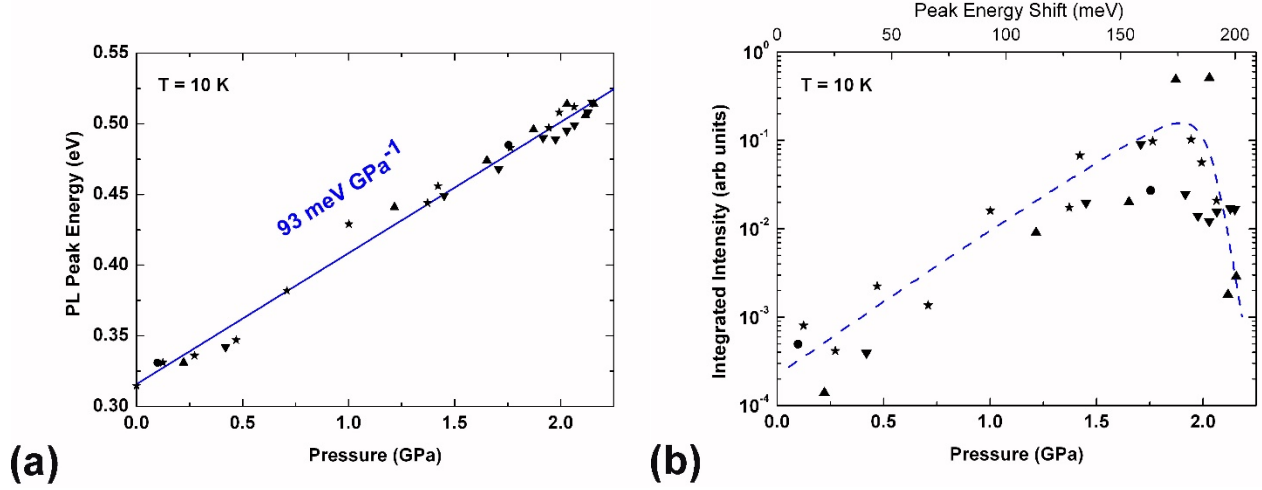 0.55
0.50
0.45
0.40
0.35
0.30
PL Peak Energy (eV)
T = 10 K
93 meV GPa-1
0.0 0.5 1.0 1.5 2.0
Pressure (GPa)
(a)
Peak Energy Shift (meV)
0 50 100 150 200
10^0
10^-1
10^-2
10^-3
10^-4
Integrated Intensity (arb units)
T = 10 K
0.0 0.5 1.0 1.5 2.0
Pressure (GPa)
(b)